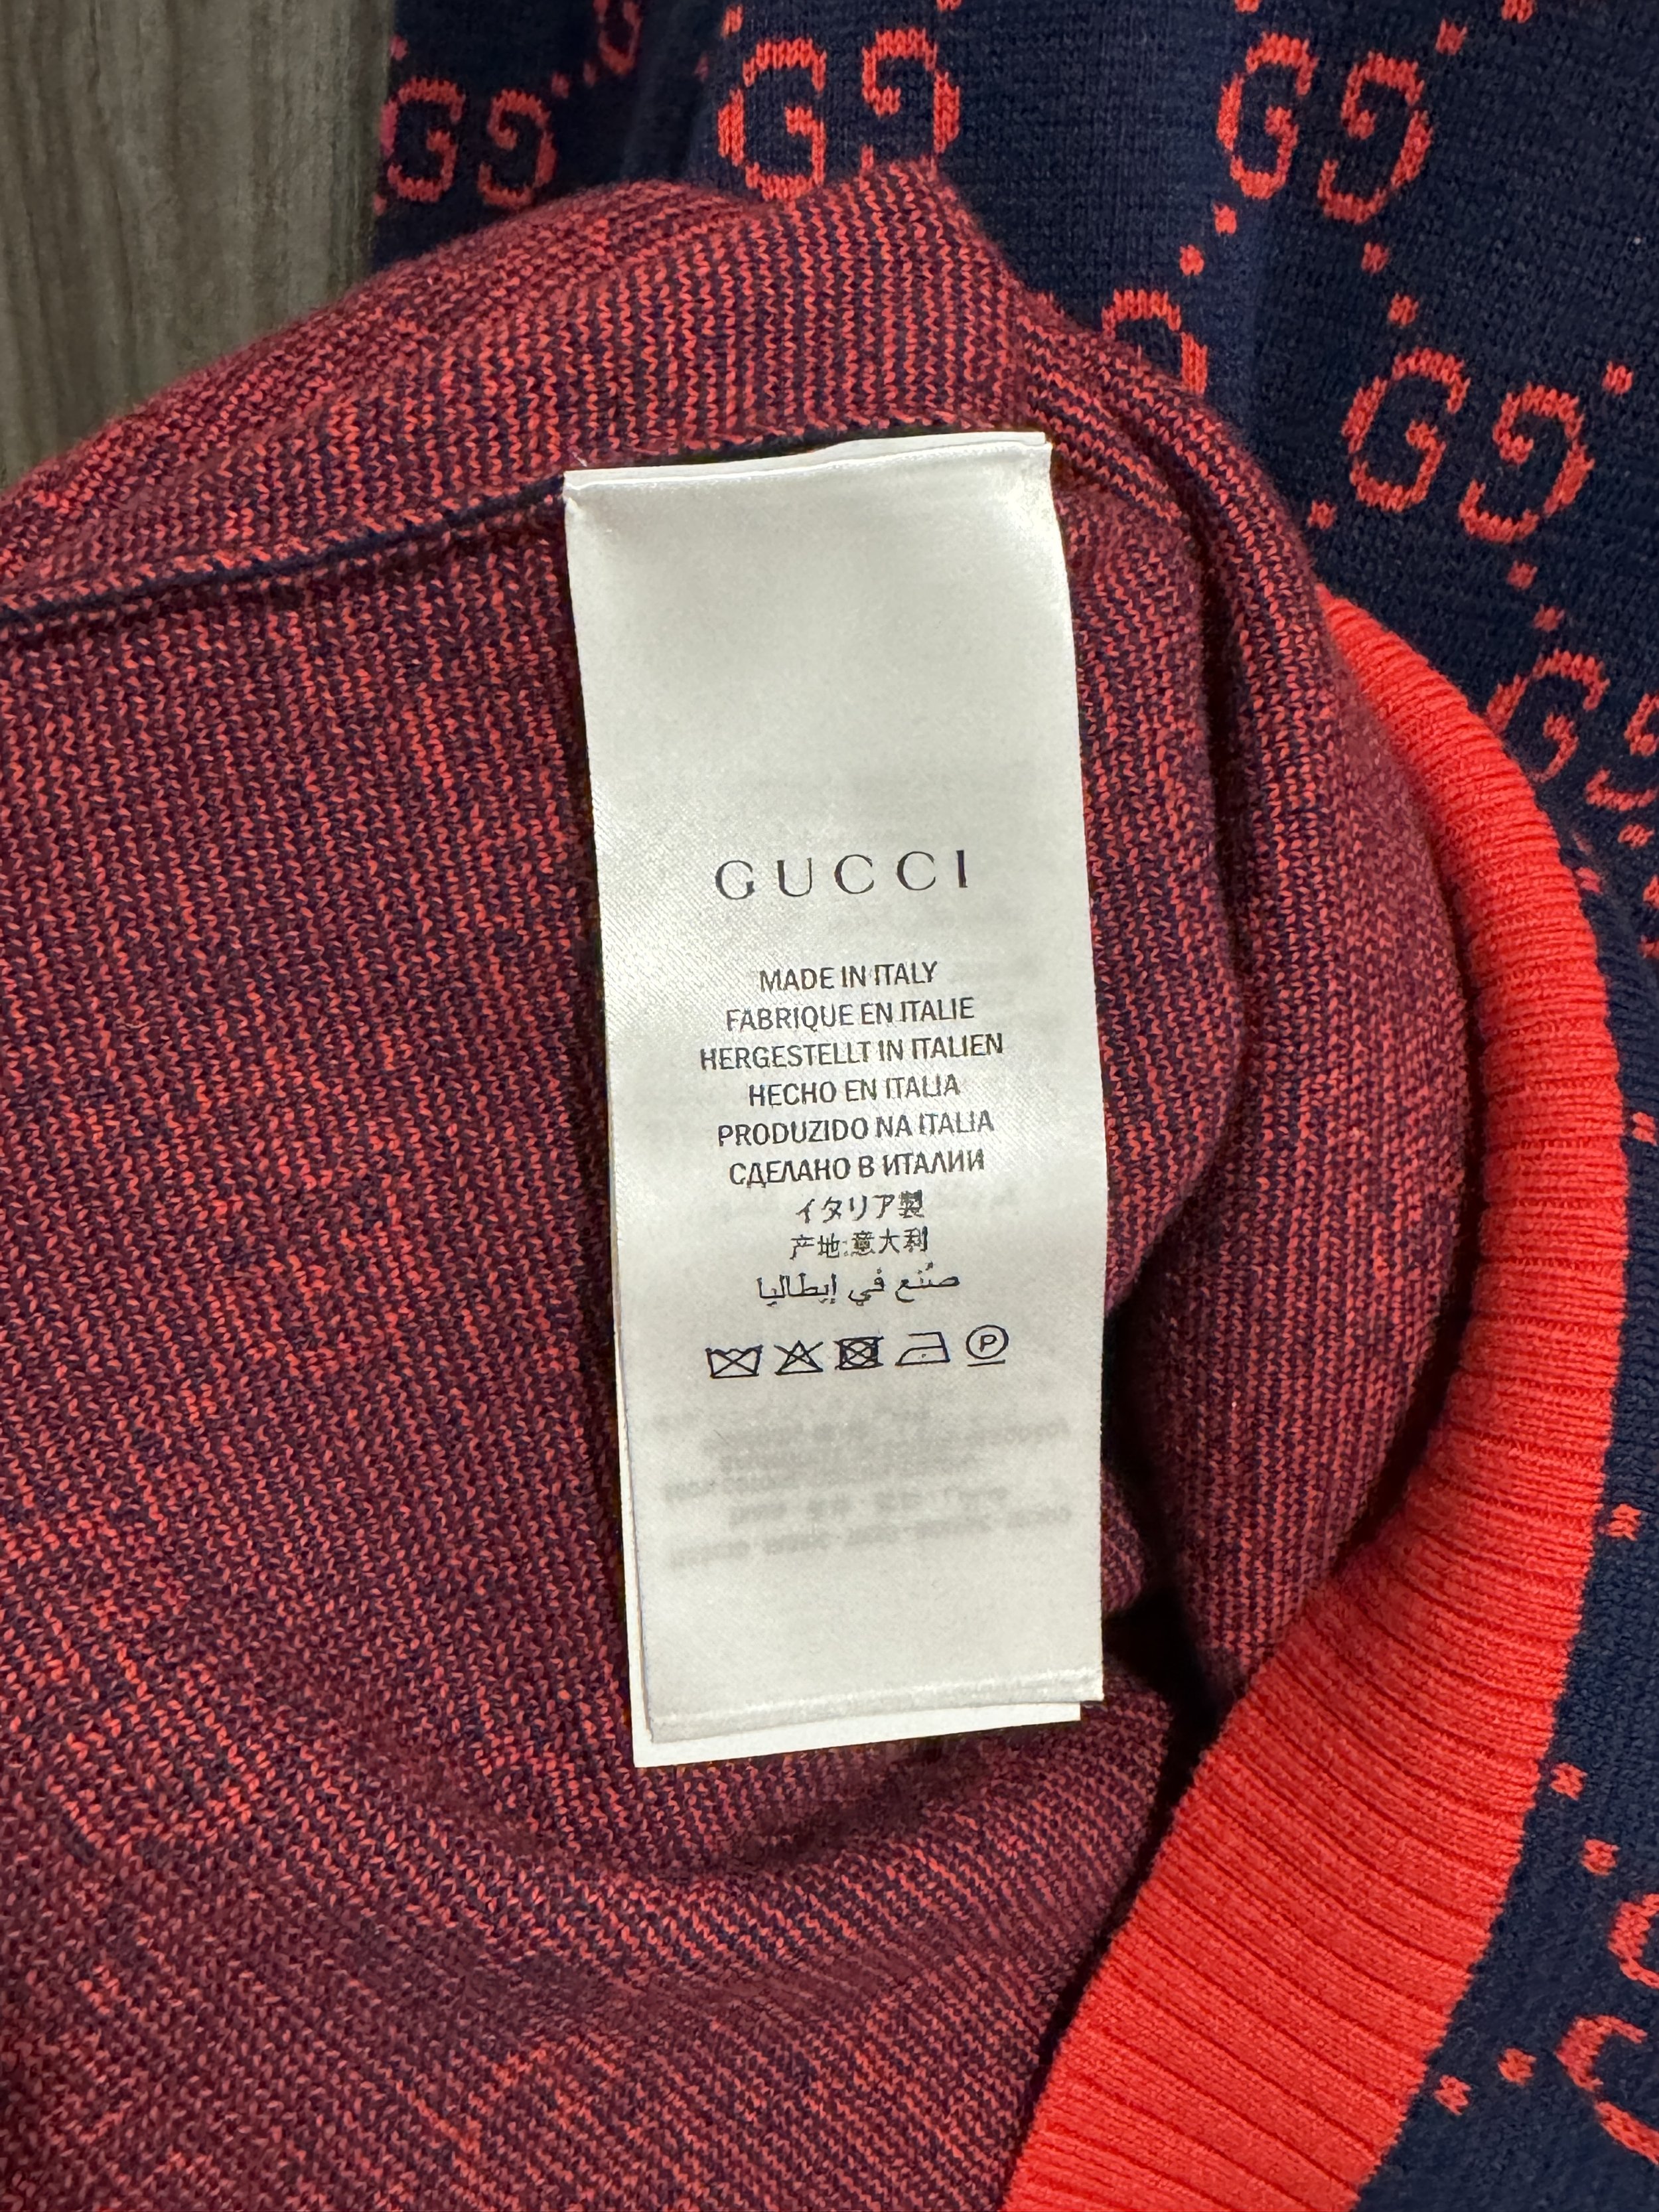 GUCCI
MADE IN ITALY
FABRIQUE EN ITALIE
HERGESTELLT IN ITALIEN
HECHO EN ITALIA
PRODUZIDO NA ITALIA
СДЕЛАНО В ИТАЛИИ
イタリア製
产地:意大利
صُنع في إيطاليا
P